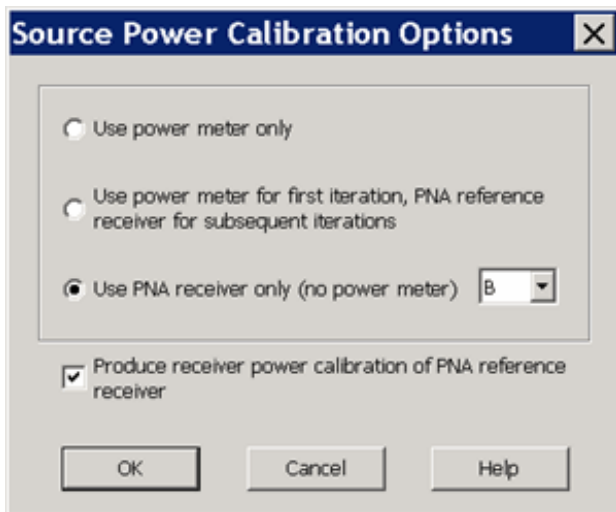 Source Power Calibration Options
Use power meter only
Use power meter for first iteration, PNA reference
receiver for subsequent iterations
Use PNA receiver only (no power meter) B
Produce receiver power calibration of PNA reference
receiver
OK Cancel Help